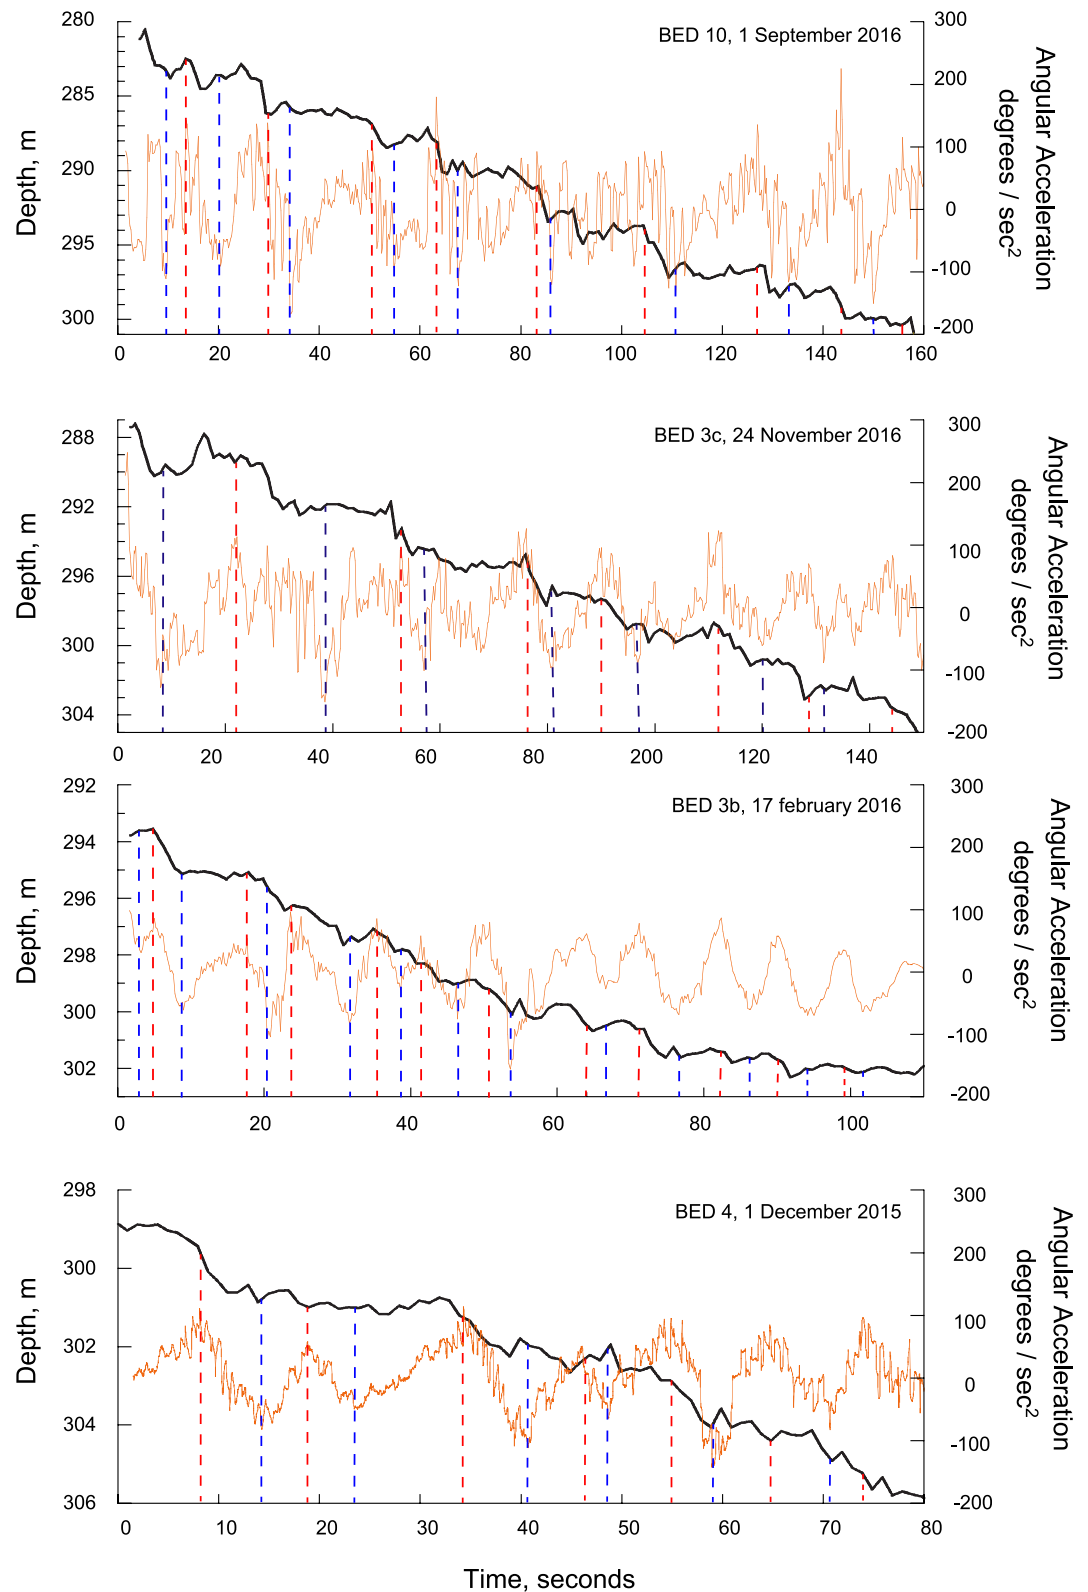 BED 10, 1 September 2016
Depth, m
280
285
290
295
300
0 20 40 60 80 100 120 140 160
300
200
100
0
-100
-200
Angular Acceleration
degrees / sec2
BED 3c, 24 November 2016
Depth, m
288
292
296
300
304
0 20 40 60 80 200 120 140
300
200
100
0
-100
-200
Angular Acceleration
degrees / sec2
BED 3b, 17 february 2016
Depth, m
292
294
296
298
300
302
0 20 40 60 80 100
300
200
100
0
-100
-200
Angular Acceleration
degrees / sec2
BED 4, 1 December 2015
Depth, m
298
300
302
304
306
0 10 20 30 40 50 60 70 80
300
200
100
0
-100
-200
Angular Acceleration
degrees / sec2
Time, seconds